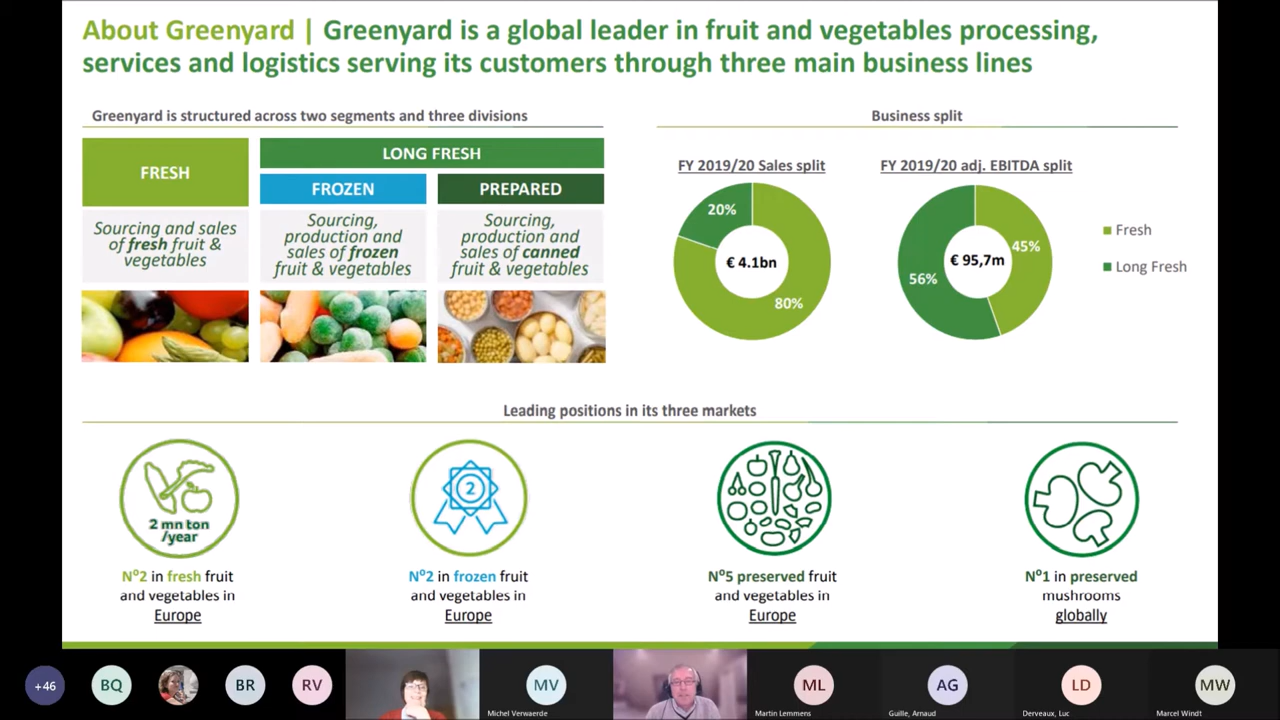 About Greenyard | Greenyard is a global leader in fruit and vegetables processing,
services and logistics serving its customers through three main business lines
Greenyard is structured across two segments and three divisions
FRESH
Sourcing and sales
of fresh fruit &
vegetables
LONG FRESH
FROZEN
Sourcing,
production and
sales of frozen
fruit & vegetables
PREPARED
Sourcing,
production and
sales of canned
fruit & vegetables
Business split
FY 2019/20 Sales split
20%
€ 4.1bn
80%
FY 2019/20 adj. EBITDA split
45%
€ 95,7m
56%
Fresh
Long Fresh
Leading positions in its three markets
2 mn ton
/year
Nº2 in fresh fruit
and vegetables in
Europe
2
Nº2 in frozen fruit
and vegetables in
Europe
Nº5 preserved fruit
and vegetables in
Europe
Nº1 in preserved
mushrooms
globally
+46
BQ
BR
RV
MV
Michel Verwaerde
ML
Martin Lemmens
AG
Guille, Arnaud
LD
Derveaux, Luc
MW
Marcel Windt